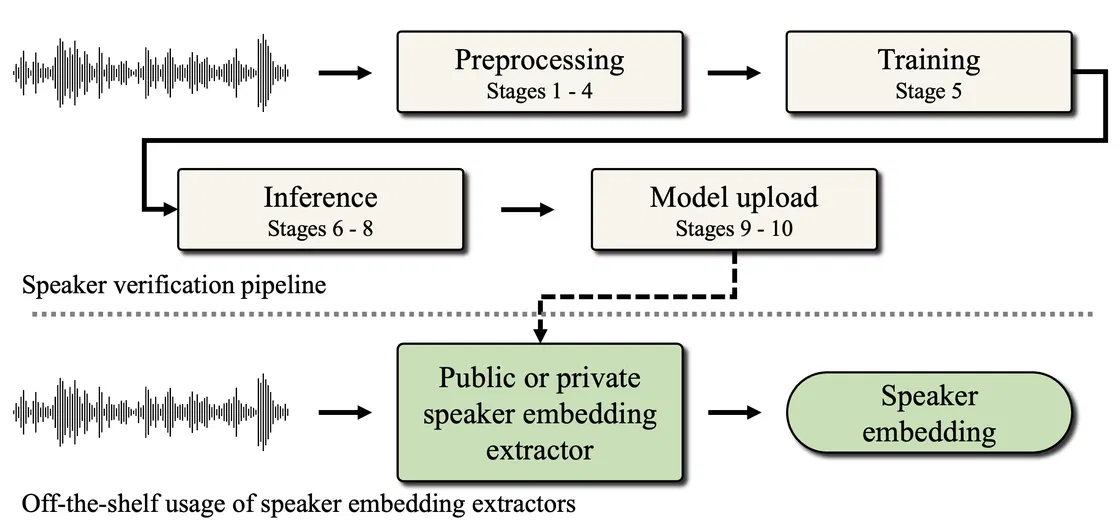 Preprocessing
Stages 1 - 4
Training
Stage 5
Inference
Stages 6 - 8
Model upload
Stages 9 - 10
Speaker verification pipeline
Public or private
speaker embedding
extractor
Speaker
embedding
Off-the-shelf usage of speaker embedding extractors